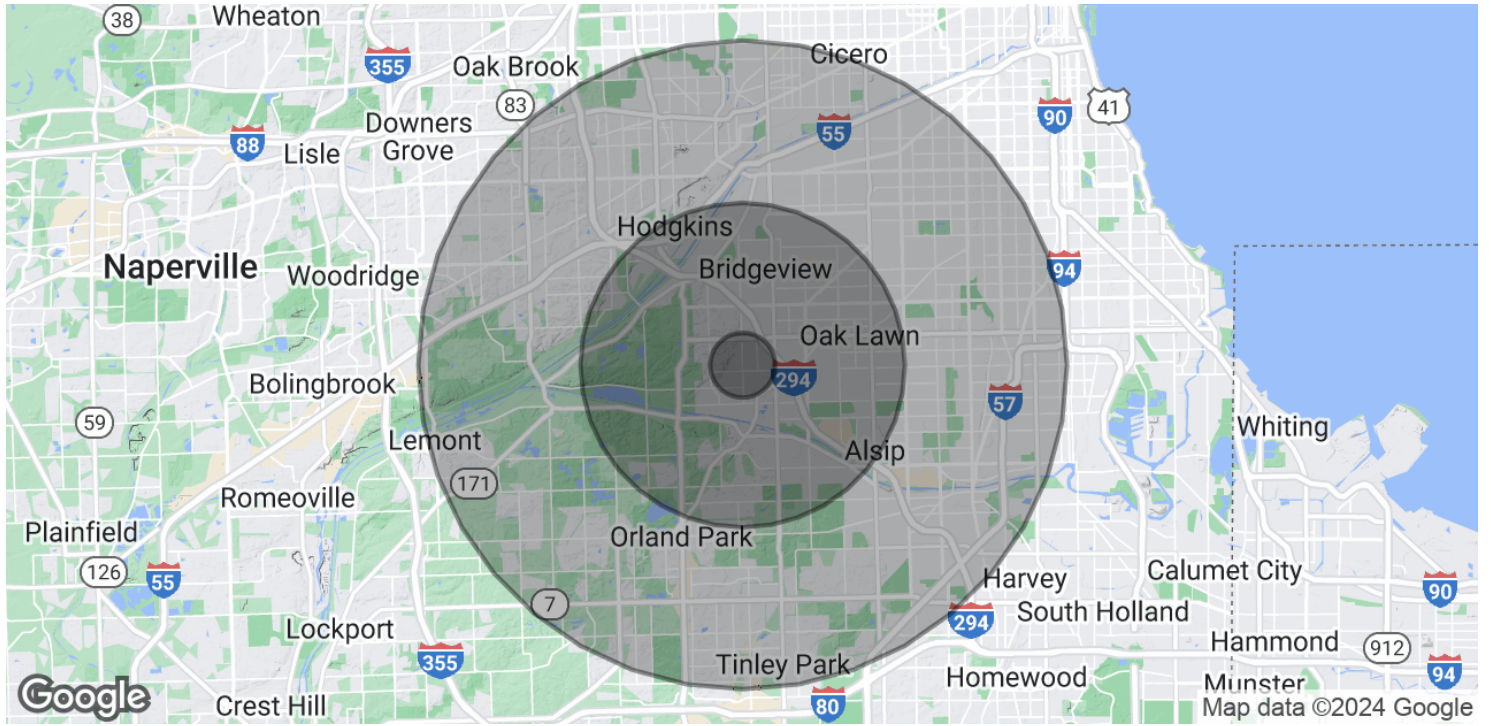 38
Wheaton
355
Oak Brook
Cicero
83
55
90
41
Downers
Grove
88
Lisle
Hodgkins
Naperville
Woodridge
Bridgeview
94
Oak Lawn
294
Bolingbrook
57
59
Lemont
Alsip
Whiting
171
Romeoville
Plainfield
Orland Park
126
55
Harvey
Calumet City
90
7
South Holland
294
Lockport
Hammond
912
355
Tinley Park
Homewood
94
Munster
Google
Crest Hill
80
Map data ©2024 Google